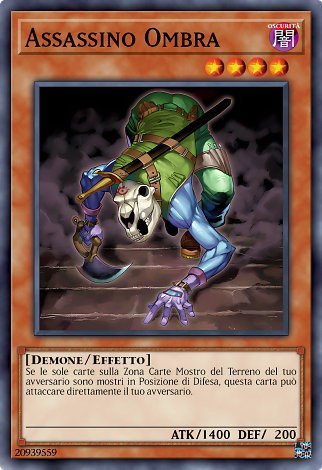 Assassino Ombra
OSCURITÀ
闇
[Demone/Effetto]
Se le sole carte sulla Zona Carte Mostro del Terreno del tuo
avversario sono mostri in Posizione di Difesa, questa carta può
attaccare direttamente il tuo avversario.
ATK/1400 DEF/ 200
20939559